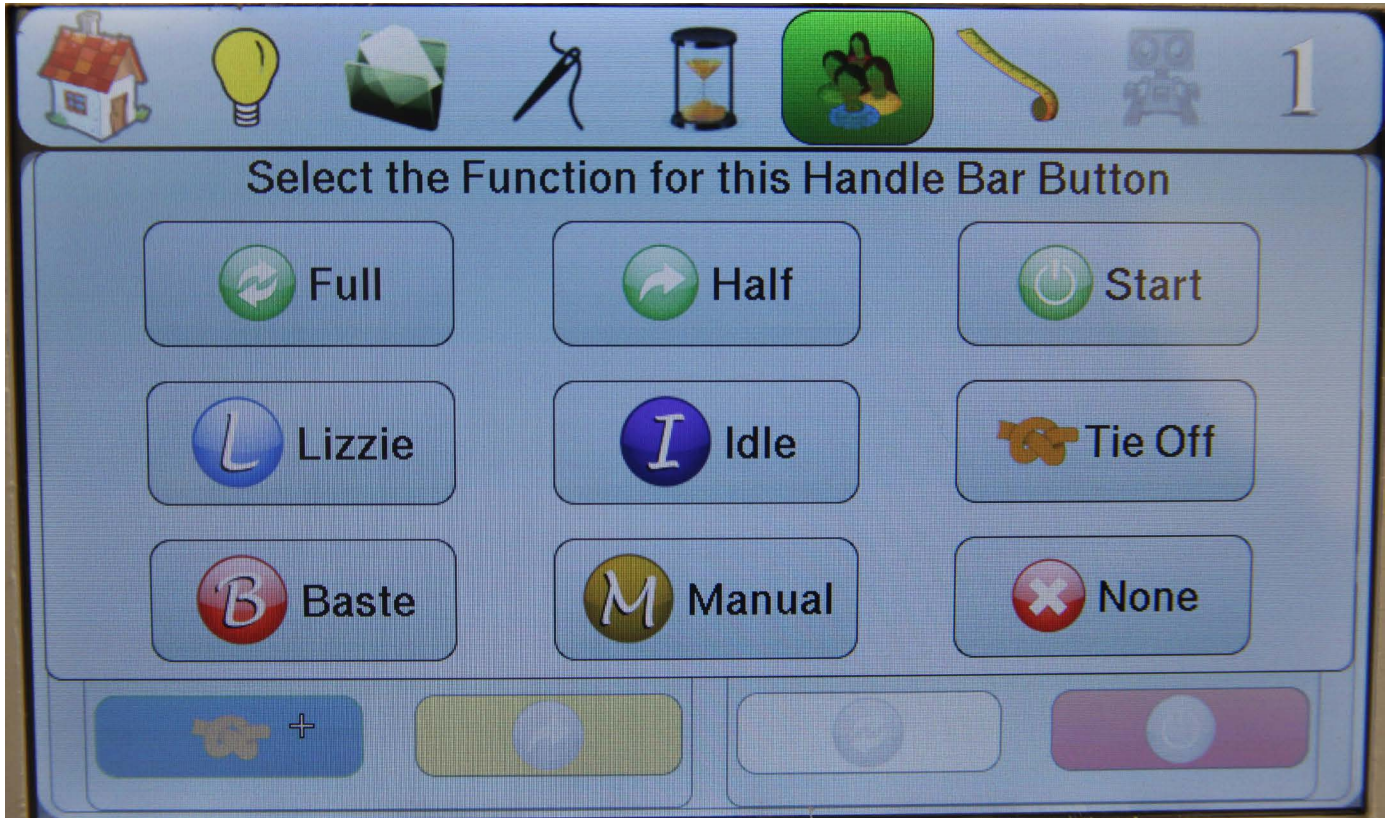 1
Select the Function for this Handle Bar Button
Full
Half
Start
L Lizzie
I Idle
Tie Off
B Baste
M Manual
None